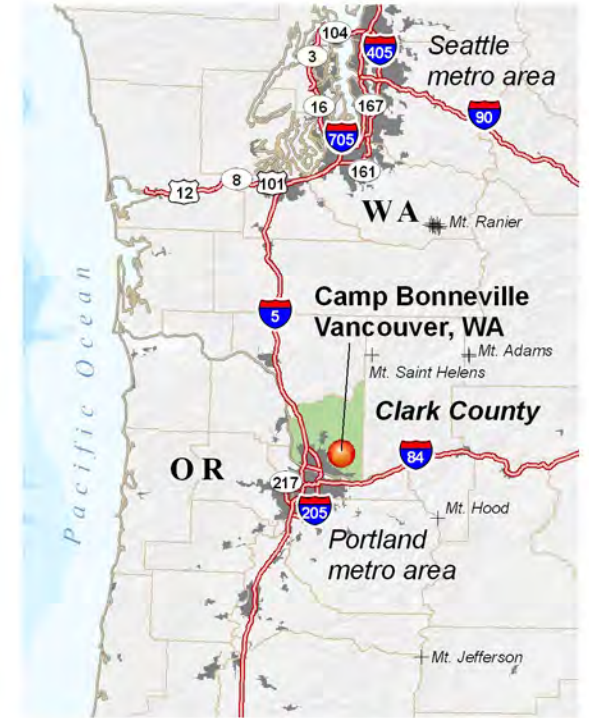 104
3
405
Seattle
metro area
16
167
90
705
161
12
8
101
WA
Mt. Ranier
Pacific Ocean
5
Camp Bonneville
Vancouver, WA
Mt. Adams
Mt. Saint Helens
Clark County
84
OR
217
205
Mt. Hood
Portland
metro area
Mt. Jefferson